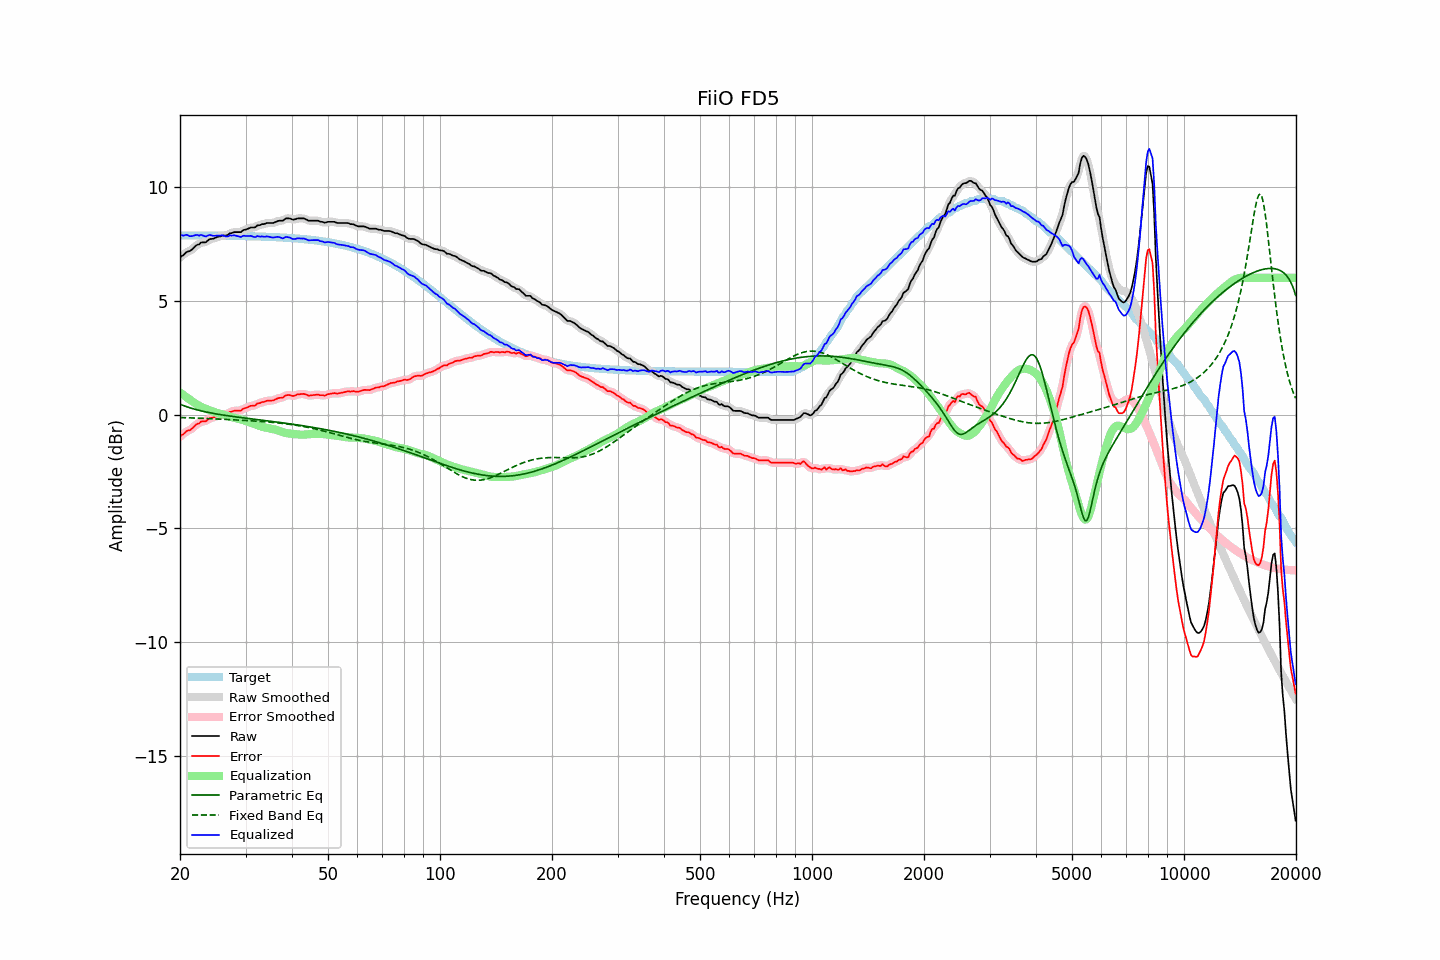 FiiO FD5
Amplitude (dBr)
10
5
0
−5
−10
−15
Target
Raw Smoothed
Error Smoothed
Raw
Error
Equalization
Parametric Eq
Fixed Band Eq
Equalized
20 50 100 200 500 1000 2000 5000 10000 20000
Frequency (Hz)